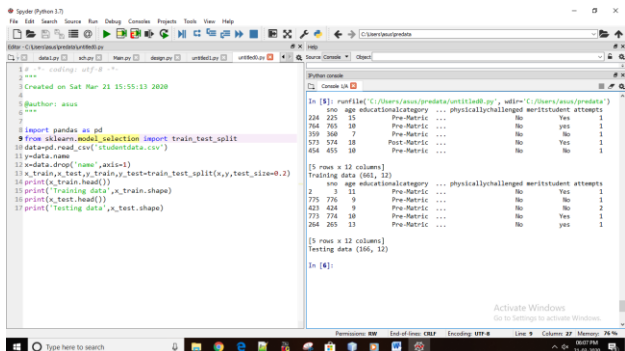 Spyder (Python 3.7)
File Edit Search Source Run Debug Consoles Projects Tools View Help
C:\Users\asus\predata
Editor - C:\Users\asus\predata\untitled0.py
Help
data1.py sch.py Main.py design.py untitled1.py untitled0.py
Source Console Object
1 # -*- coding: utf-8 -*-
2 """
3 Created on Sat Mar 21 15:55:13 2020
4
5 @author: asus
6 """
7
8 import pandas as pd
9 from sklearn.model_selection import train_test_split
10 data=pd.read_csv('studentdata.csv')
11 y=data.name
12 x=data.drop('name',axis=1)
13 x_train,x_test,y_train,y_test=train_test_split(x,y,test_size=0.2)
14 print(x_train.head())
15 print('Training data',x_train.shape)
16 print(x_test.head())
17 print('Testing data',x_test.shape)
IPython console
Console 1/A
In [5]: runfile('C:/Users/asus/predata/untitled0.py', wdir='C:/Users/asus/predata')
sno age educationalcategory ... physicallychallenged meritstudent attempts
224 225 15 Pre-Matric ... No Yes 1
764 765 10 Pre-Matric ... No no 1
359 360 7 Pre-Matric ... No No 1
573 574 18 Post-Matric ... No Yes 1
454 455 10 Pre-Matric ... No No 1
[5 rows x 12 columns]
Training data (661, 12)
sno age educationalcategory ... physicallychallenged meritstudent attempts
2 3 11 Pre-Matric ... No Yes 1
775 776 9 Pre-Matric ... No No 1
423 424 9 Pre-Matric ... No No 2
773 774 10 Pre-Matric ... No Yes 1
264 265 13 Pre-Matric ... No yes 1
[5 rows x 12 columns]
Testing data (166, 12)
In [6]:
Activate Windows
Go to Settings to activate Windows.
Permissions: RW End-of-lines: CRLF Encoding: UTF-8 Line: 9 Column: 27 Memory: 76 %
Type here to search
06:07 PM